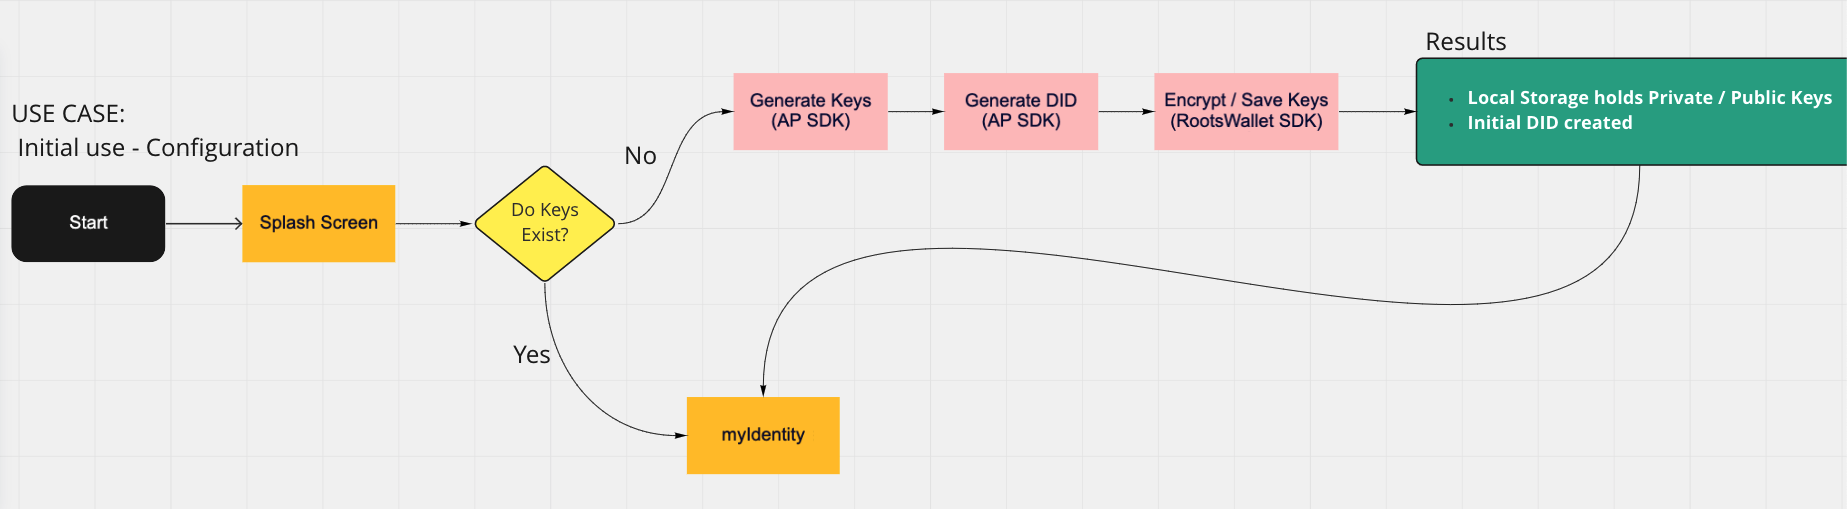 USE CASE:
Initial use - Configuration
Start
Splash Screen
Do Keys
Exist?
No
Yes
Generate Keys
(AP SDK)
Generate DID
(AP SDK)
Encrypt / Save Keys
(RootsWallet SDK)
Results
• Local Storage holds Private / Public Keys
• Initial DID created
myIdentity